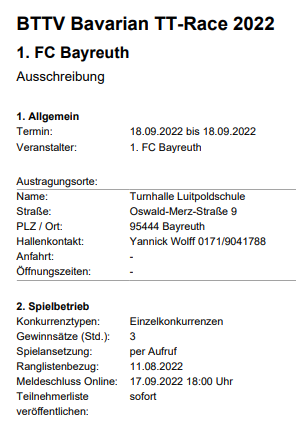 BTTV Bavarian TT-Race 2022
1. FC Bayreuth
Ausschreibung
1. Allgemein
Termin: 18.09.2022 bis 18.09.2022
Veranstalter: 1. FC Bayreuth
Austragungsorte:
Name: Turnhalle Luitpoldschule
Straße: Oswald-Merz-Straße 9
PLZ / Ort: 95444 Bayreuth
Hallenkontakt: Yannick Wolff 0171/9041788
Anfahrt: -
Öffnungszeiten: -
2. Spielbetrieb
Konkurrenztypen: Einzelkonkurrenzen
Gewinnsätze (Std.): 3
Spielansetzung: per Aufruf
Ranglistenbezug: 11.08.2022
Meldeschluss Online: 17.09.2022 18:00 Uhr
Teilnehmerliste sofort
veröffentlichen: